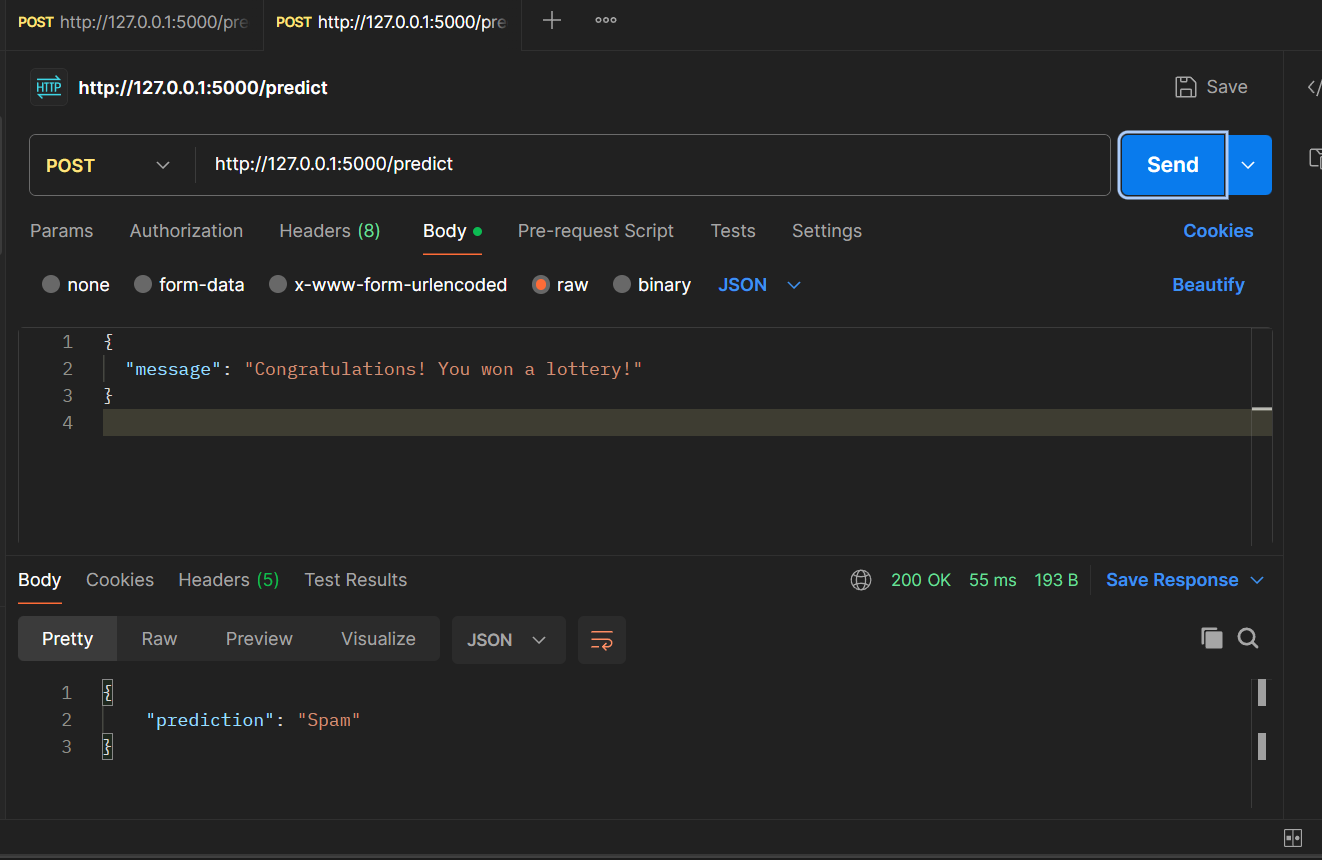 POST http://127.0.0.1:5000/pre POST http://127.0.0.1:5000/pre
HTTP http://127.0.0.1:5000/predict Save
POST http://127.0.0.1:5000/predict Send
Params Authorization Headers (8) Body Pre-request Script Tests Settings Cookies
none form-data x-www-form-urlencoded raw binary JSON Beautify
1 {
2 "message": "Congratulations! You won a lottery!"
3 }
4
Body Cookies Headers (5) Test Results 200 OK 55 ms 193 B Save Response
Pretty Raw Preview Visualize JSON
1 {
2 "prediction": "Spam"
3 }